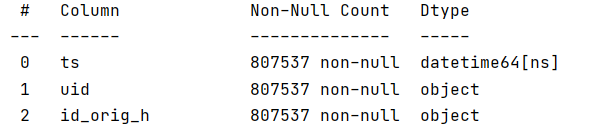 #   Column      Non-Null Count   Dtype
---  ------      --------------   -----
0   ts          807537 non-null  datetime64[ns]
1   uid         807537 non-null  object
2   id_orig_h   807537 non-null  object